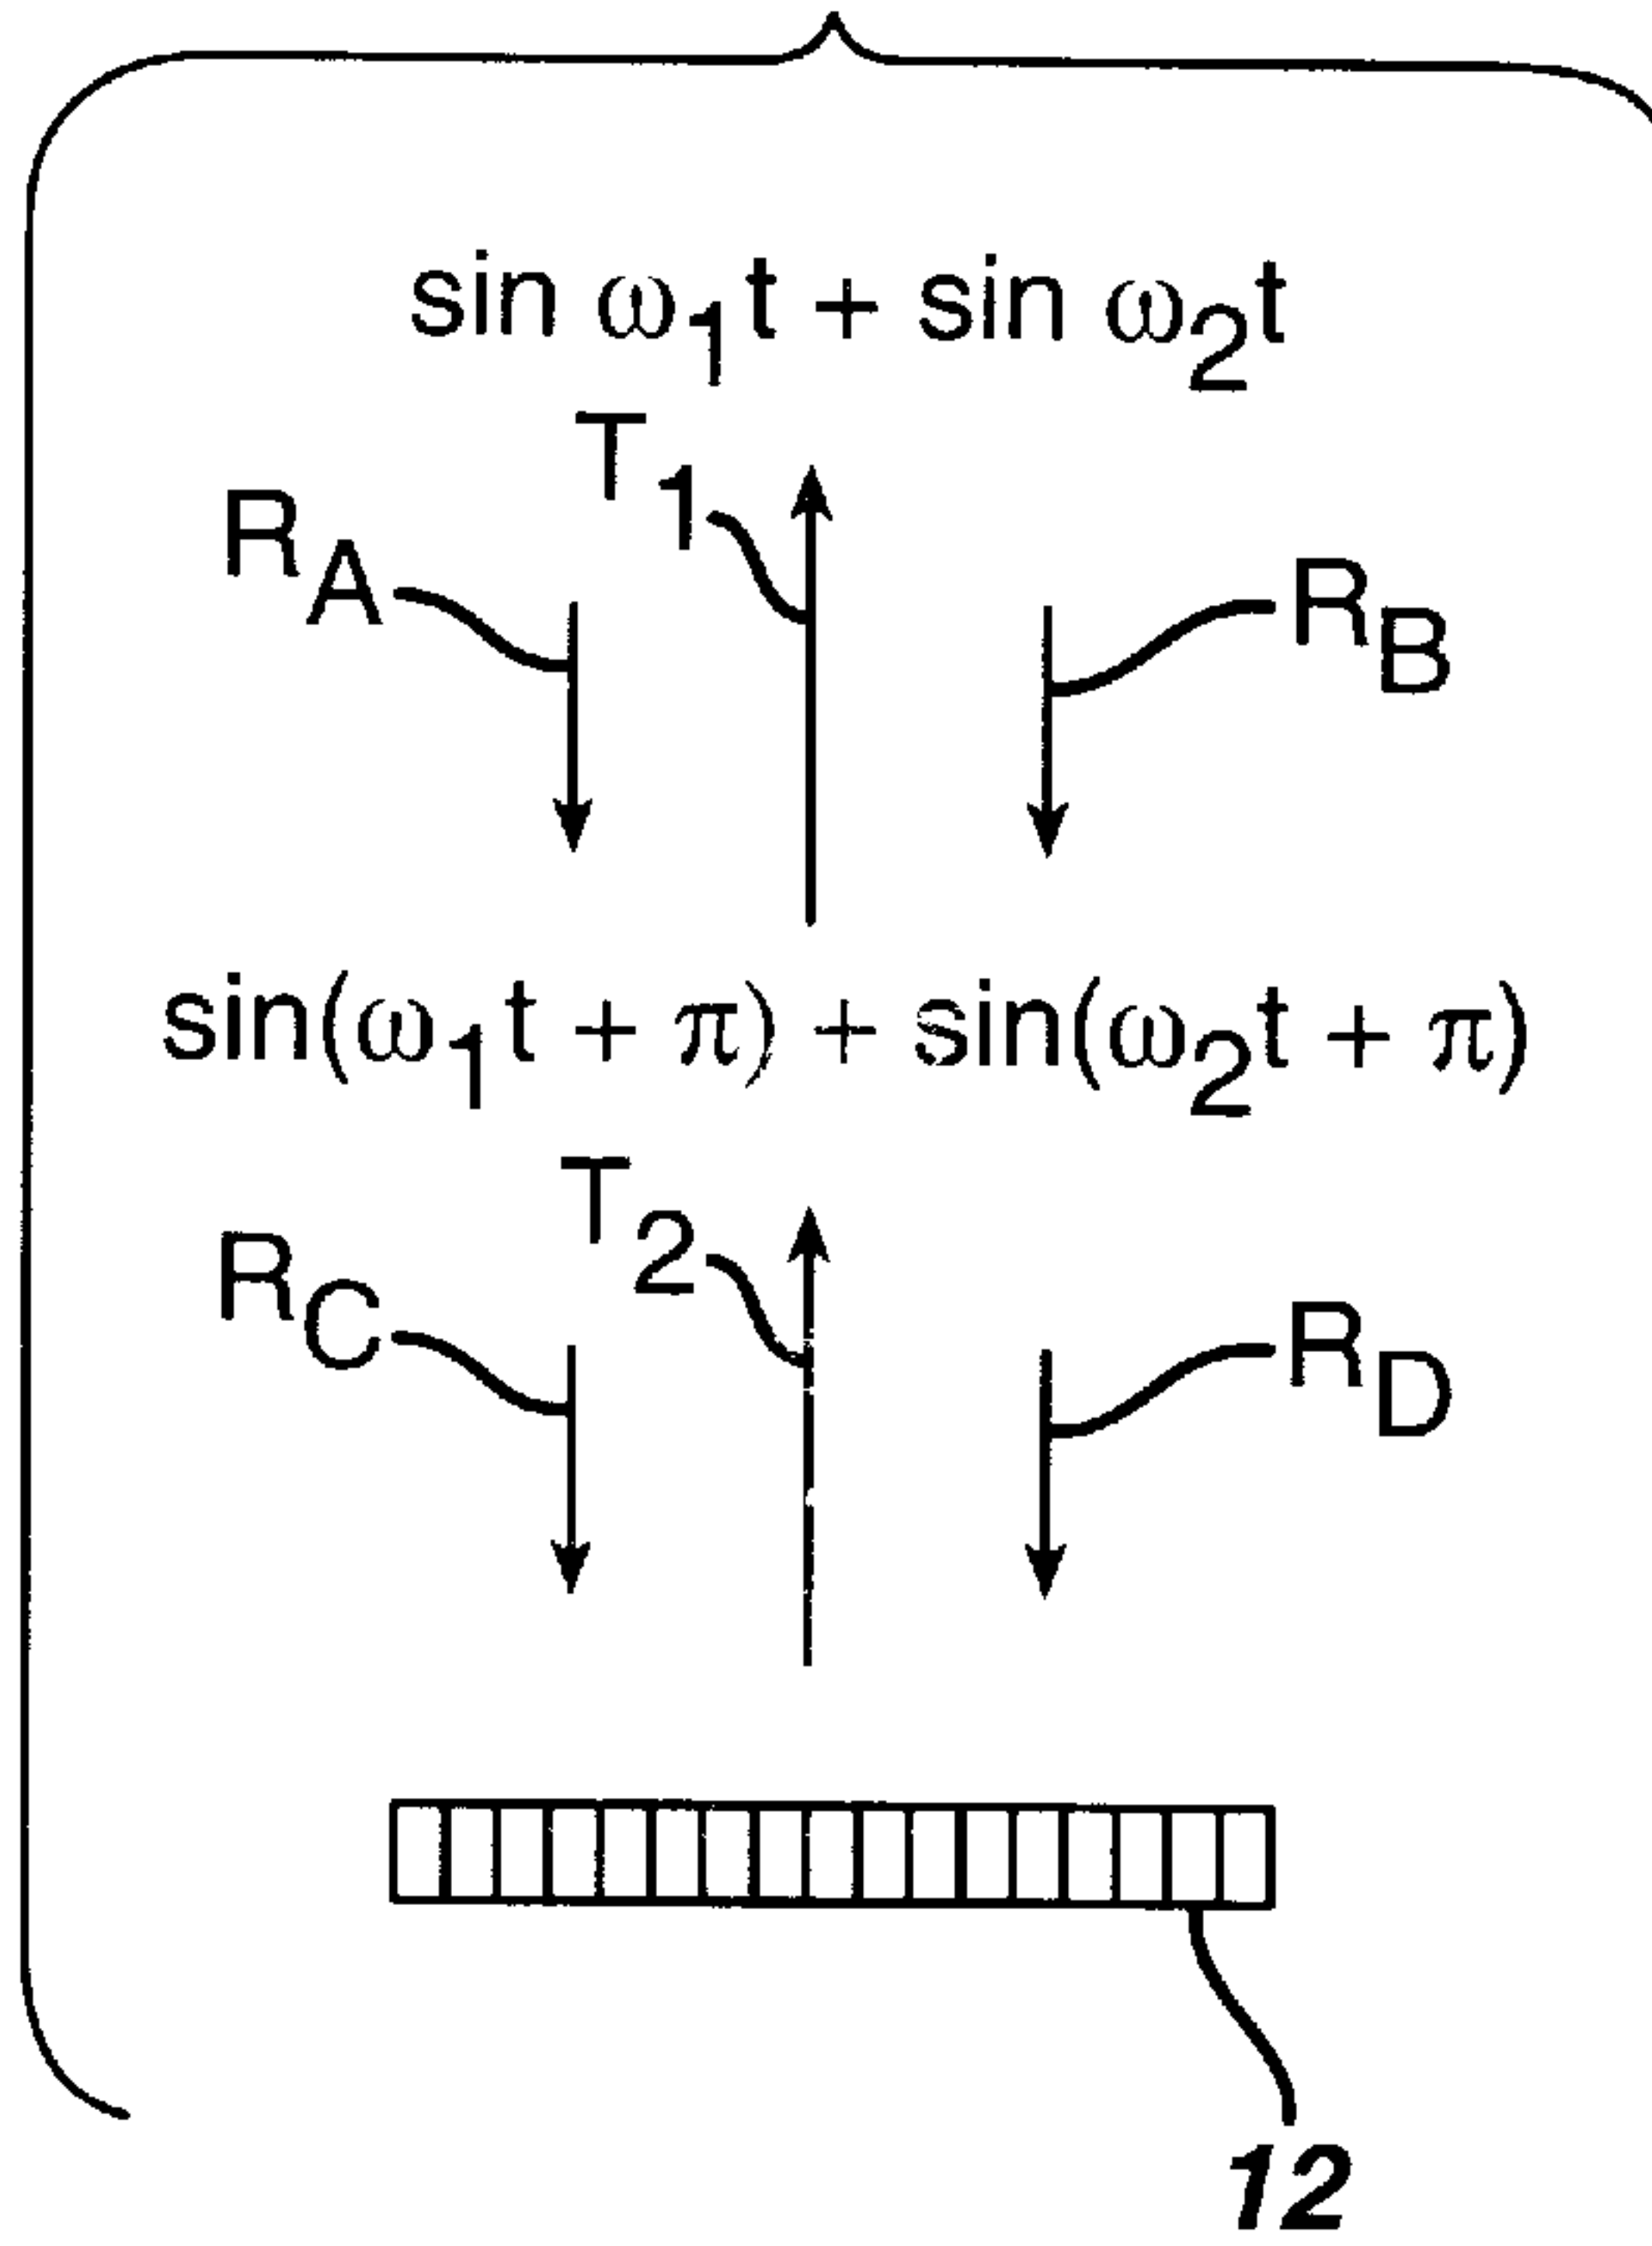 sin ω₁t + sin ω₂t
T₁
R_A
R_B
sin(ω₁t + π) + sin(ω₂t + π)
T₂
R_C
R_D
12